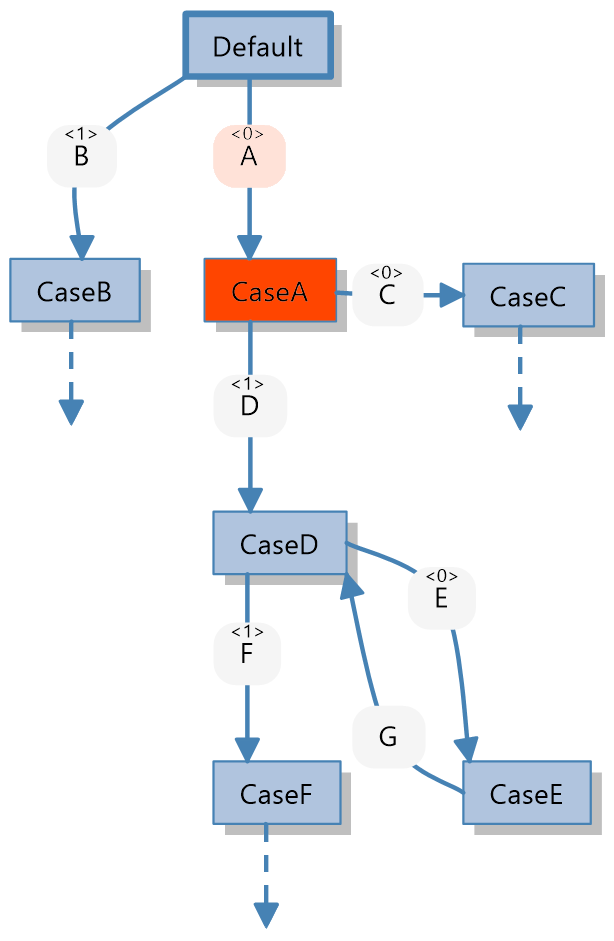 Default
<1>
B
<0>
A
CaseB
CaseA
<0>
C
CaseC
<1>
D
CaseD
<0>
E
<1>
F
G
CaseF
CaseE